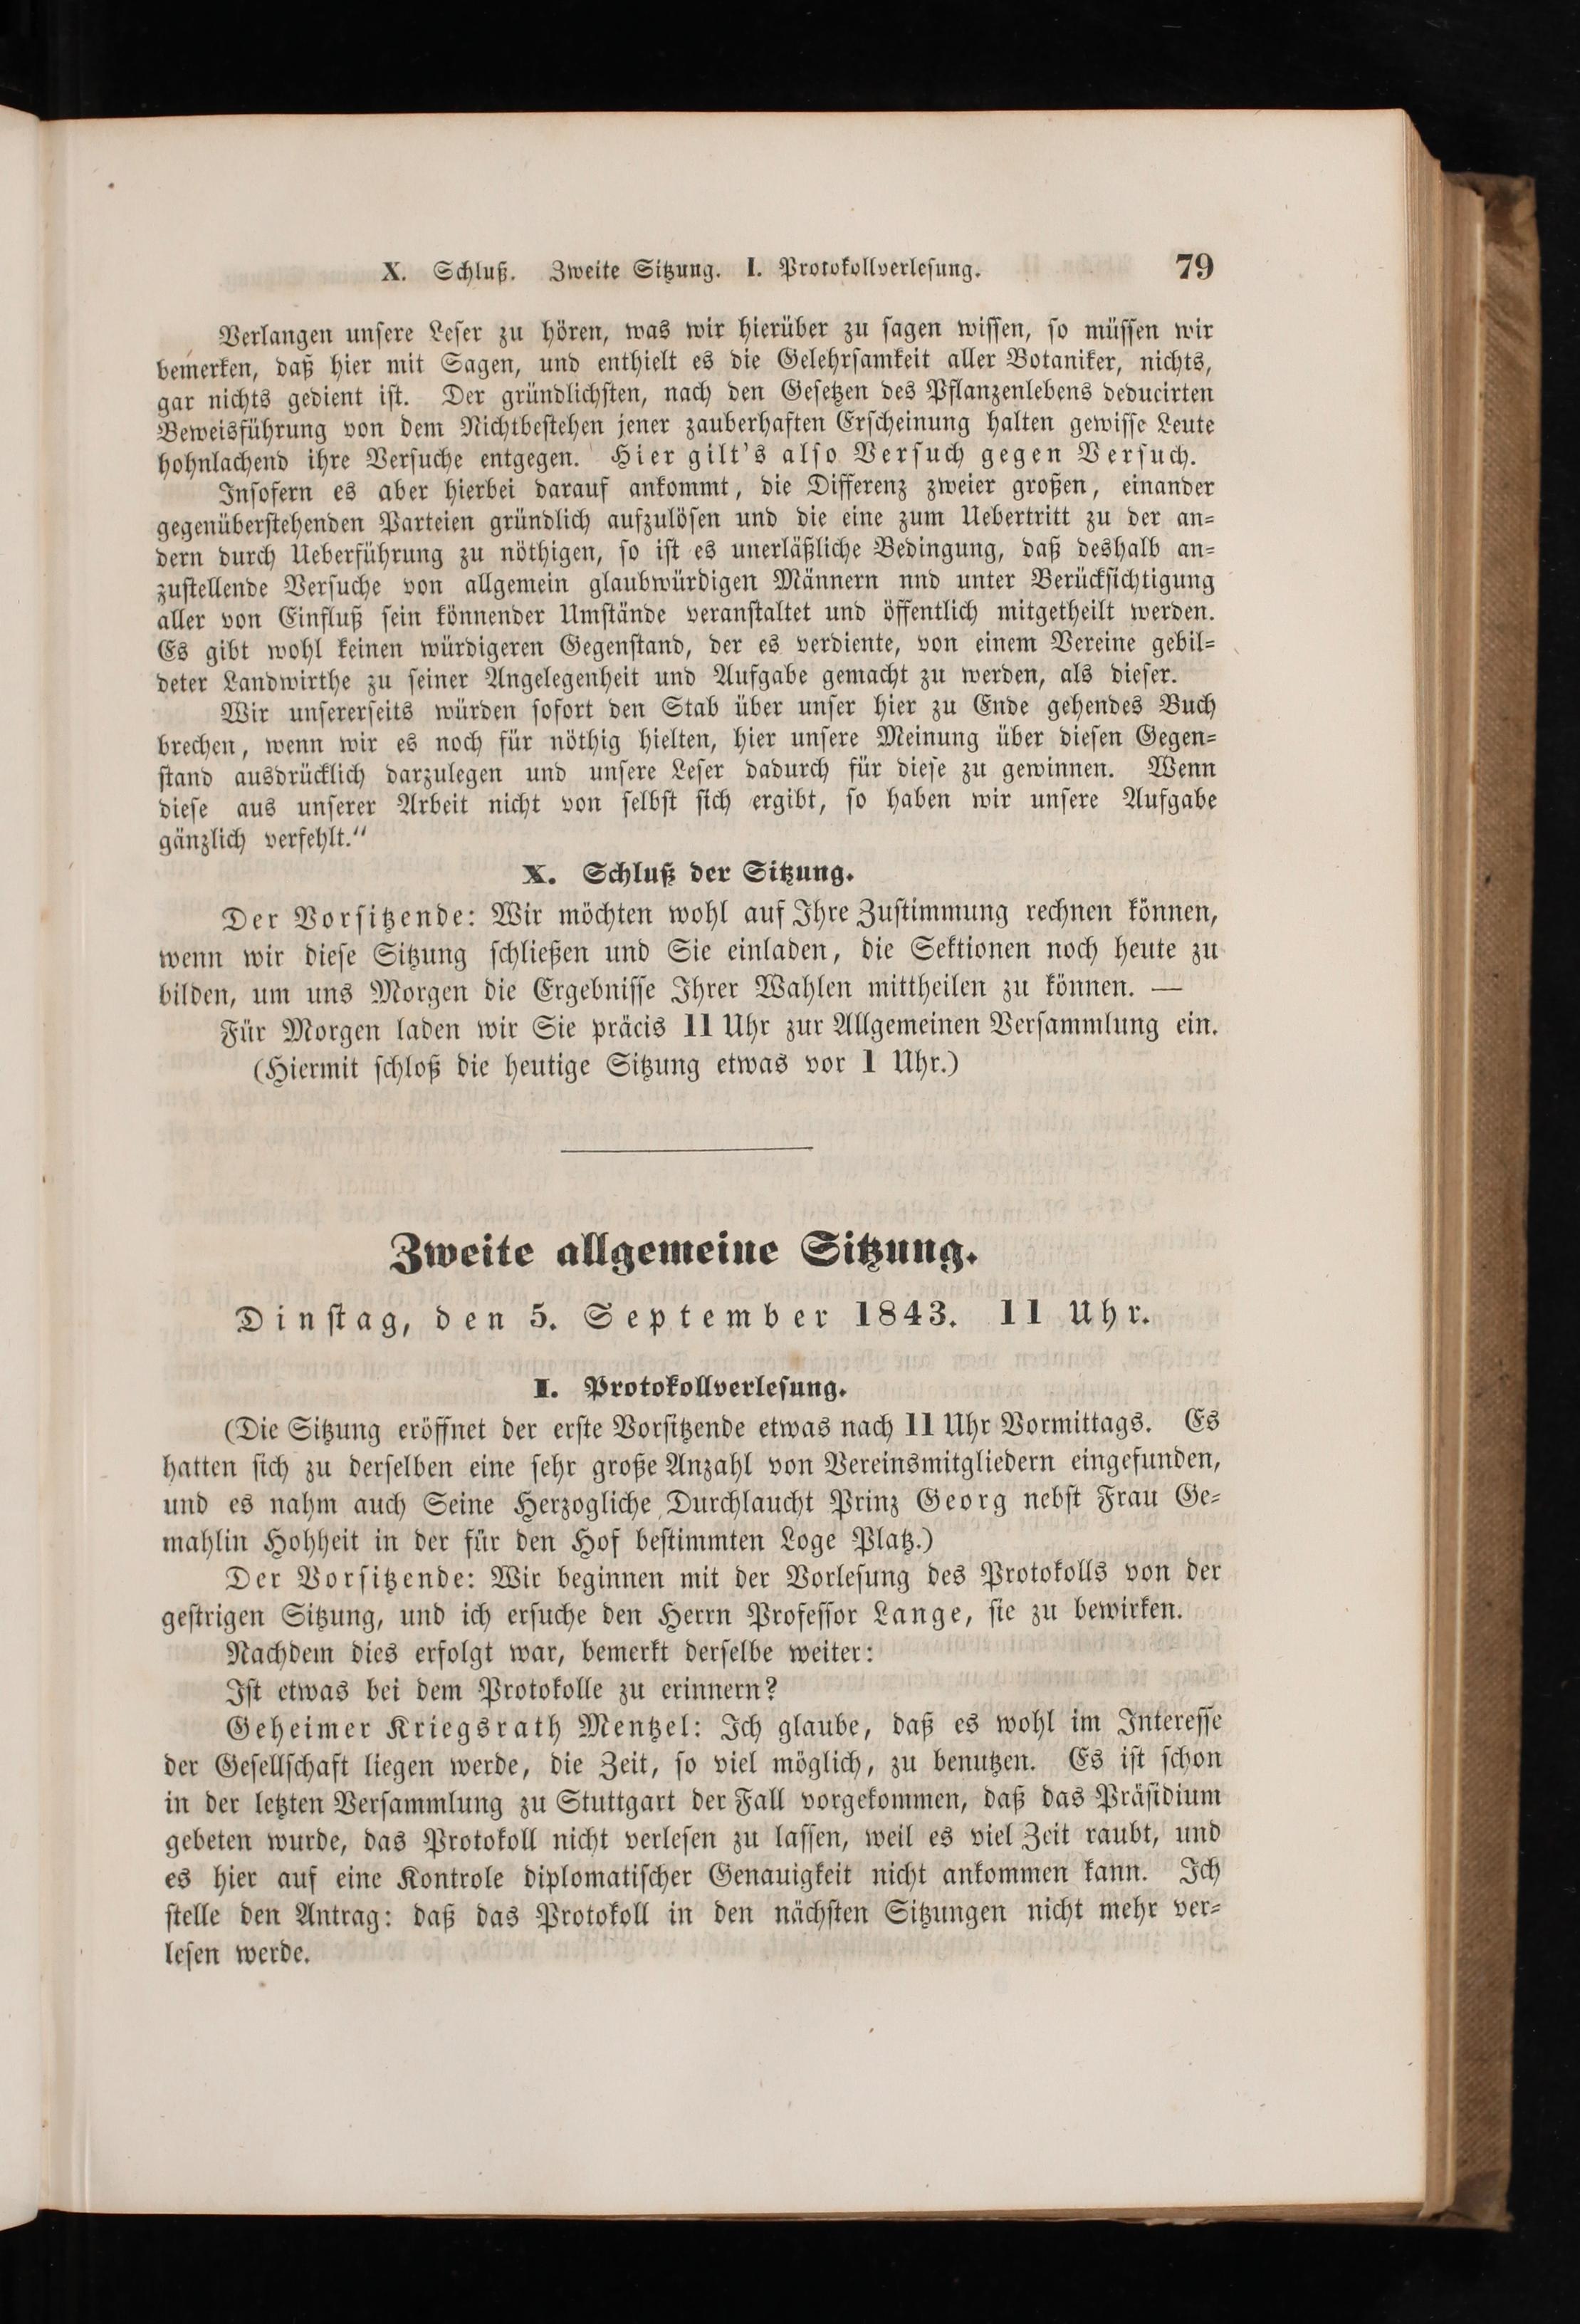 X. Schluß. Zweite Sitzung. I. Protokollverlesung. 79
Verlangen unsere Leser zu hören, was wir hierüber zu sagen wissen, so müssen wir
bemerken, daß hier mit Sagen, und enthielt es die Gelehrsamkeit aller Botaniker, nichts,
gar nichts gedient ist. Der gründlichsten, nach den Gesetzen des Pflanzenlebens deducirten
Beweisführung von dem Nichtbestehen jener zauberhaften Erscheinung halten gewisse Leute
hohnlachend ihre Versuche entgegen. Hier gilt's also Versuch gegen Versuch.
Insofern es aber hierbei darauf ankommt, die Differenz zweier großen, einander
gegenüberstehenden Parteien gründlich aufzulösen und die eine zum Uebertritt zu der an-
dern durch Ueberführung zu nöthigen, so ist es unerläßliche Bedingung, daß deshalb an-
zustellende Versuche von allgemein glaubwürdigen Männern nnd unter Berücksichtigung
aller von Einfluß sein könnender Umstände veranstaltet und öffentlich mitgetheilt werden.
Es gibt wohl keinen würdigeren Gegenstand, der es verdiente, von einem Vereine gebil-
deter Landwirthe zu seiner Angelegenheit und Aufgabe gemacht zu werden, als dieser.
Wir unsererseits würden sofort den Stab über unser hier zu Ende gehendes Buch
brechen, wenn wir es noch für nöthig hielten, hier unsere Meinung über diesen Gegen-
stand ausdrücklich darzulegen und unsere Leser dadurch für diese zu gewinnen. Wenn
diese aus unserer Arbeit nicht von selbst sich ergibt, so haben wir unsere Aufgabe
gänzlich verfehlt.“
X. Schluß der Sitzung.
Der Vorsitzende: Wir möchten wohl auf Ihre Zustimmung rechnen können,
wenn wir diese Sitzung schließen und Sie einladen, die Sektionen noch heute zu
bilden, um uns Morgen die Ergebnisse Ihrer Wahlen mittheilen zu können. —
Für Morgen laden wir Sie präcis 11 Uhr zur Allgemeinen Versammlung ein.
(Hiermit schloß die heutige Sitzung etwas vor 1 Uhr.)
Zweite allgemeine Sitzung.
Dinstag, den 5. September 1843. 11 Uhr.
I. Protokollverlesung.
(Die Sitzung eröffnet der erste Vorsitzende etwas nach 11 Uhr Vormittags. Es
hatten sich zu derselben eine sehr große Anzahl von Vereinsmitgliedern eingefunden,
und es nahm auch Seine Herzogliche Durchlaucht Prinz Georg nebst Frau Ge-
mahlin Hohheit in der für den Hof bestimmten Loge Platz.)
Der Vorsitzende: Wir beginnen mit der Vorlesung des Protokolls von der
gestrigen Sitzung, und ich ersuche den Herrn Professor Lange, sie zu bewirken.
Nachdem dies erfolgt war, bemerkt derselbe weiter:
Ist etwas bei dem Protokolle zu erinnern?
Geheimer Kriegsrath Mentzel: Ich glaube, daß es wohl im Interesse
der Gesellschaft liegen werde, die Zeit, so viel möglich, zu benutzen. Es ist schon
in der letzten Versammlung zu Stuttgart der Fall vorgekommen, daß das Präsidium
gebeten wurde, das Protokoll nicht verlesen zu lassen, weil es viel Zeit raubt, und
es hier auf eine Kontrole diplomatischer Genauigkeit nicht ankommen kann. Ich
stelle den Antrag: daß das Protokoll in den nächsten Sitzungen nicht mehr ver-
lesen werde.